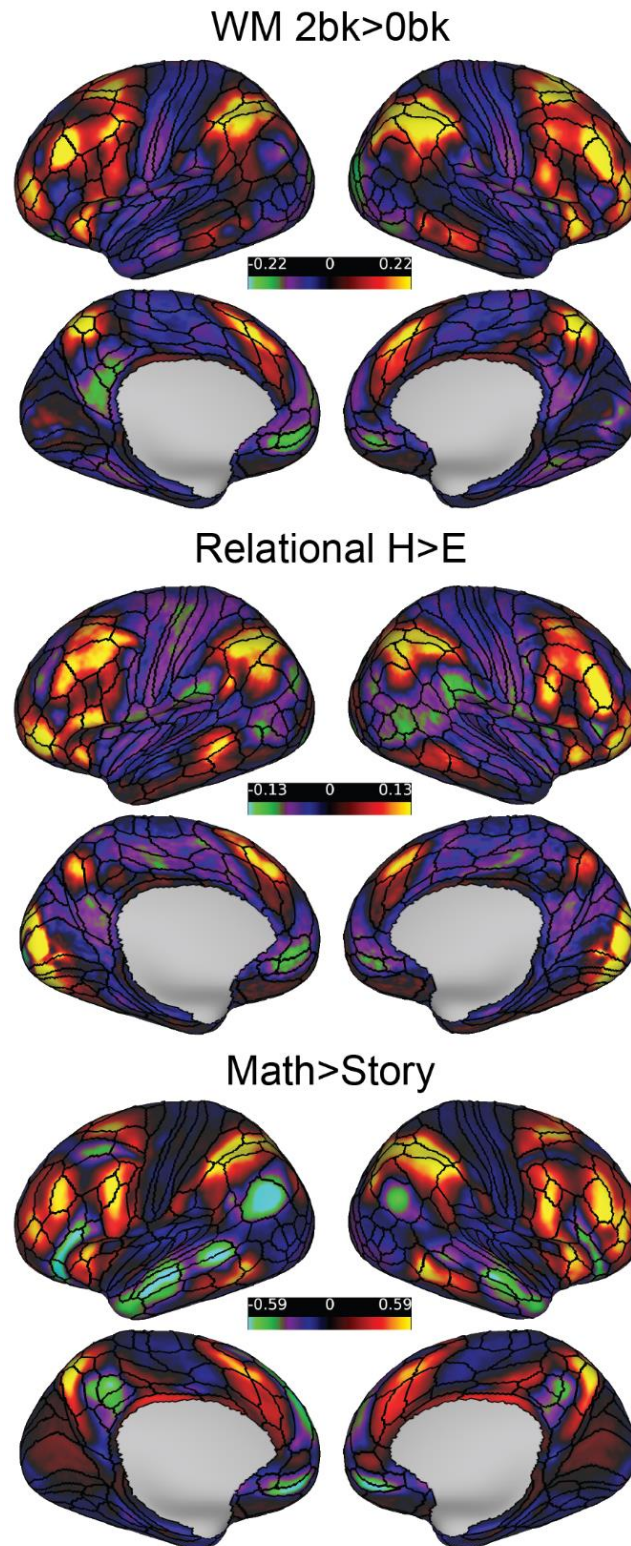 WM 2bk>0bk
-0.22 0 0.22
Relational H>E
-0.13 0 0.13
Math>Story
-0.59 0 0.59